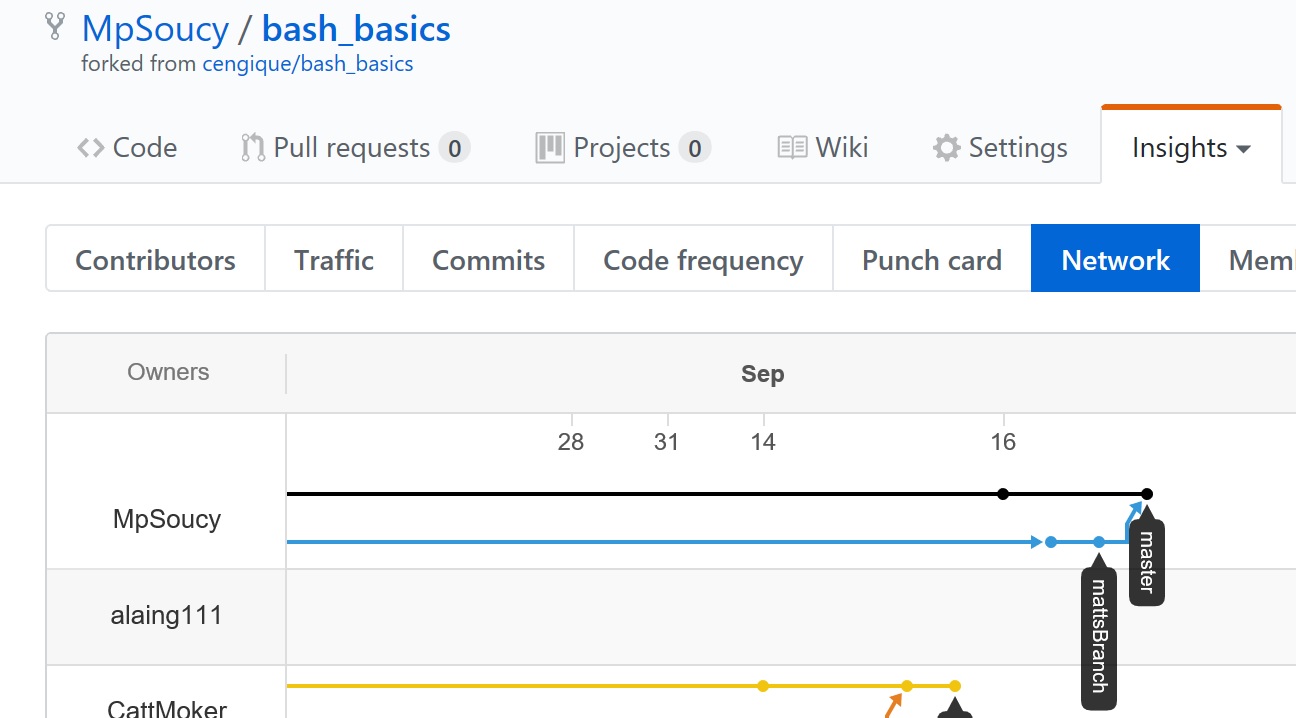 MpSoucy / bash_basics
forked from cengique/bash_basics
Code Pull requests 0 Projects 0 Wiki Settings Insights
Contributors Traffic Commits Code frequency Punch card Network Mem
Owners Sep
28 31 14 16
MpSoucy
master
mattsBranch
alaing111
CattMoker